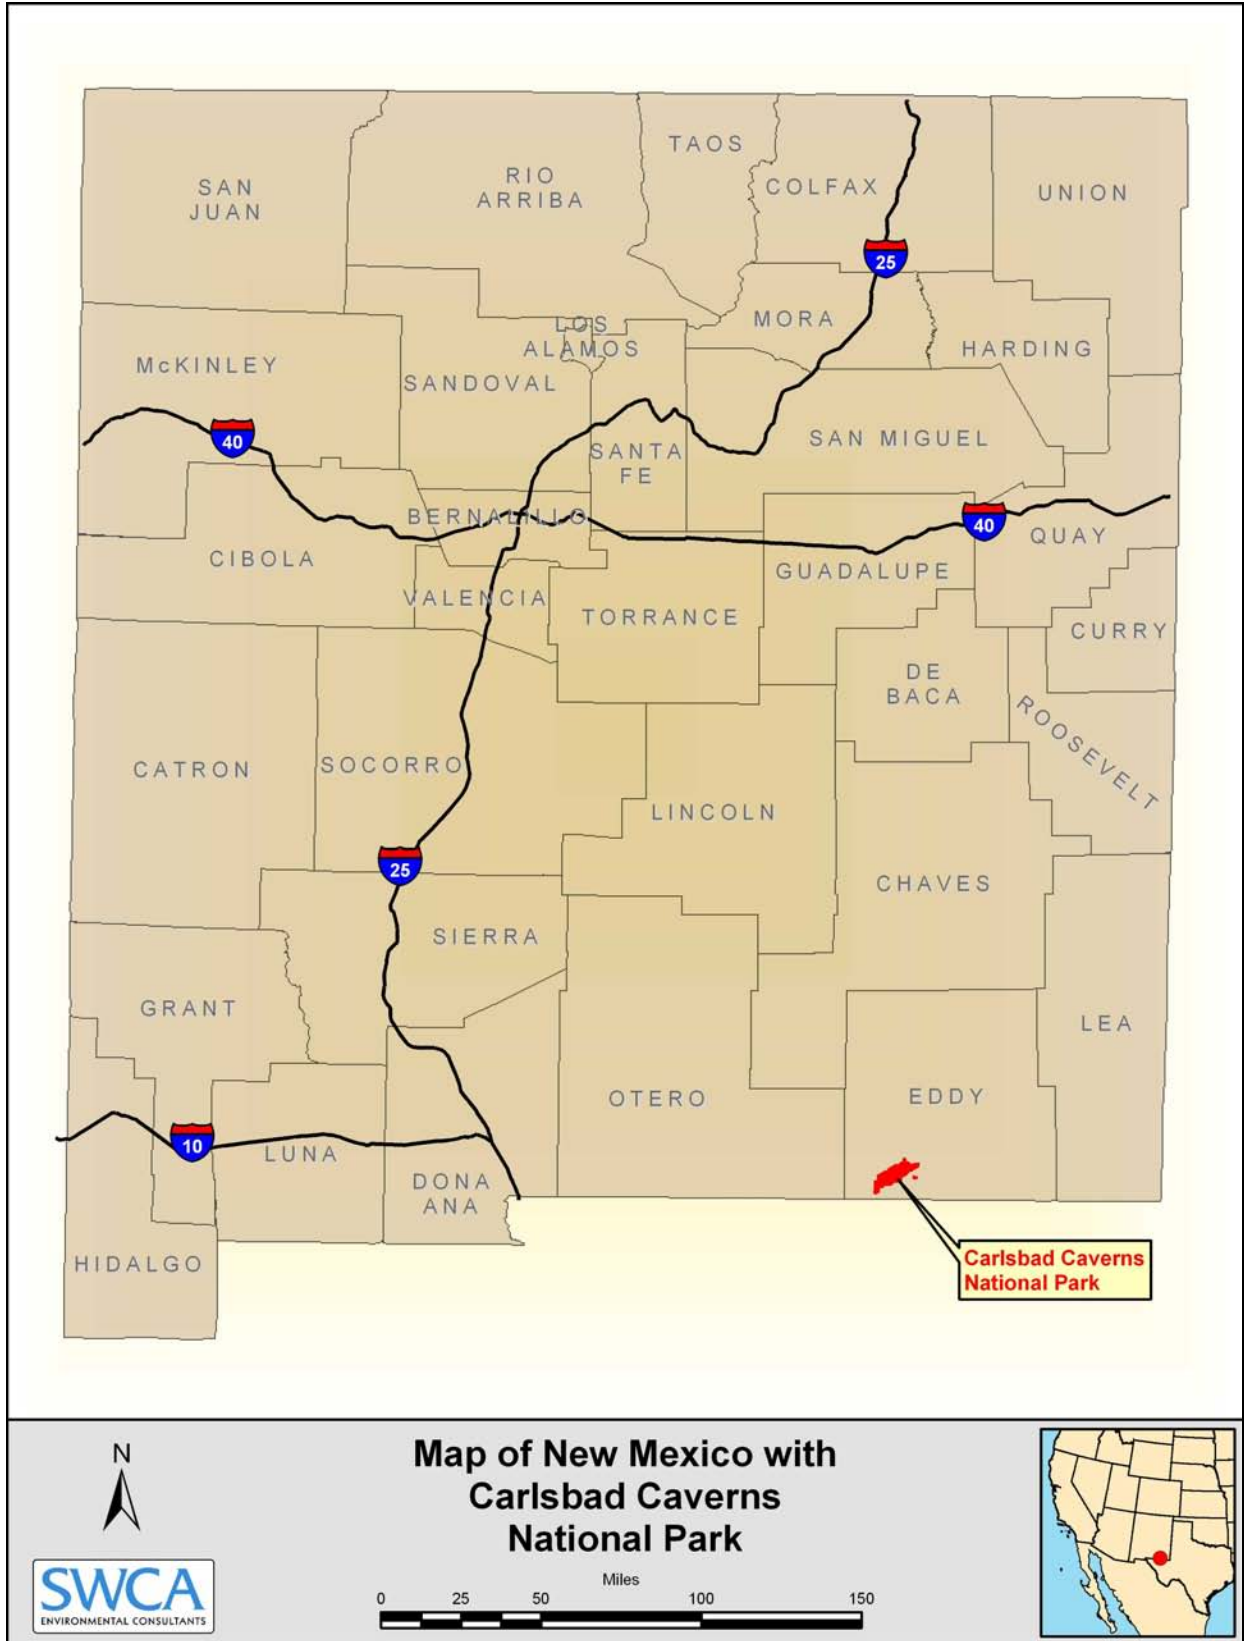 TAOS
RIO
ARRIBA
COLFAX
SAN
JUAN
UNION
25
MORA
LOS
ALAMOS
HARDING
McKINLEY
SANDOVAL
40
SAN MIGUEL
SANTA
FE
BERNALILLO
40
QUAY
CIBOLA
GUADALUPE
VALENCIA
TORRANCE
CURRY
DE
BACA
ROOSEVELT
CATRON
SOCORRO
LINCOLN
25
CHAVES
SIERRA
GRANT
LEA
OTERO
EDDY
10
LUNA
DONA
ANA
HIDALGO
Carlsbad Caverns
National Park
N
Map of New Mexico with
Carlsbad Caverns
National Park
SWCA
ENVIRONMENTAL CONSULTANTS
Miles
0 25 50 100 150